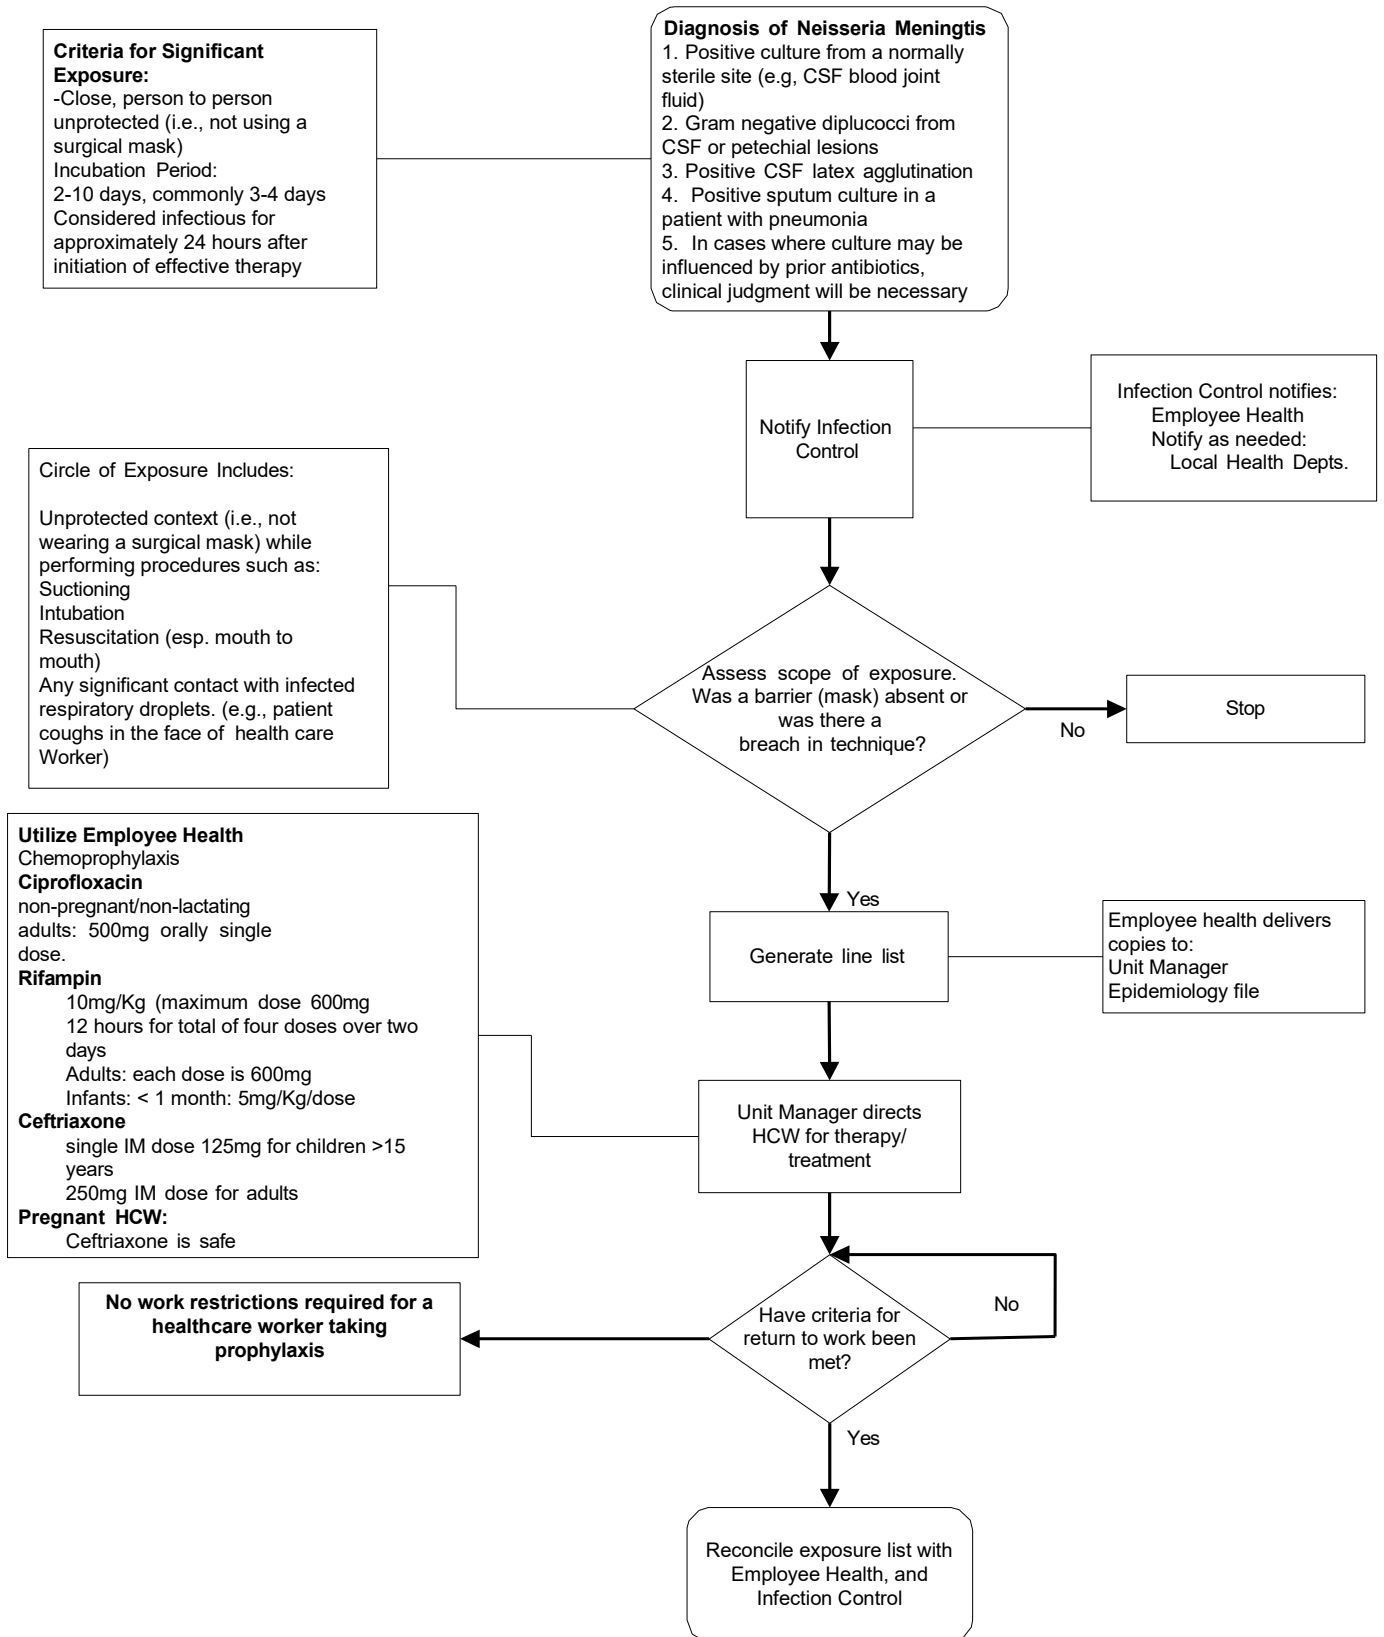 Criteria for Significant
Exposure:
-Close, person to person
unprotected (i.e., not using a
surgical mask)
Incubation Period:
2-10 days, commonly 3-4 days
Considered infectious for
approximately 24 hours after
initiation of effective therapy
Diagnosis of Neisseria Meningtis
1. Positive culture from a normally
sterile site (e.g, CSF blood joint
fluid)
2. Gram negative diplucocci from
CSF or petechial lesions
3. Positive CSF latex agglutination
4. Positive sputum culture in a
patient with pneumonia
5. In cases where culture may be
influenced by prior antibiotics,
clinical judgment will be necessary
Notify Infection
Control
Infection Control notifies:
Employee Health
Notify as needed:
Local Health Depts.
Circle of Exposure Includes:
Unprotected context (i.e., not
wearing a surgical mask) while
performing procedures such as:
Suctioning
Intubation
Resuscitation (esp. mouth to
mouth)
Any significant contact with infected
respiratory droplets. (e.g., patient
coughs in the face of health care
Worker)
Assess scope of exposure.
Was a barrier (mask) absent or
was there a
breach in technique?
No
Stop
Yes
Generate line list
Employee health delivers
copies to:
Unit Manager
Epidemiology file
Utilize Employee Health
Chemoprophylaxis
Ciprofloxacin
non-pregnant/non-lactating
adults: 500mg orally single
dose.
Rifampin
10mg/Kg (maximum dose 600mg
12 hours for total of four doses over two
days
Adults: each dose is 600mg
Infants: < 1 month: 5mg/Kg/dose
Ceftriaxone
single IM dose 125mg for children >15
years
250mg IM dose for adults
Pregnant HCW:
Ceftriaxone is safe
Unit Manager directs
HCW for therapy/
treatment
Have criteria for
return to work been
met?
No
No work restrictions required for a
healthcare worker taking
prophylaxis
Yes
Reconcile exposure list with
Employee Health, and
Infection Control